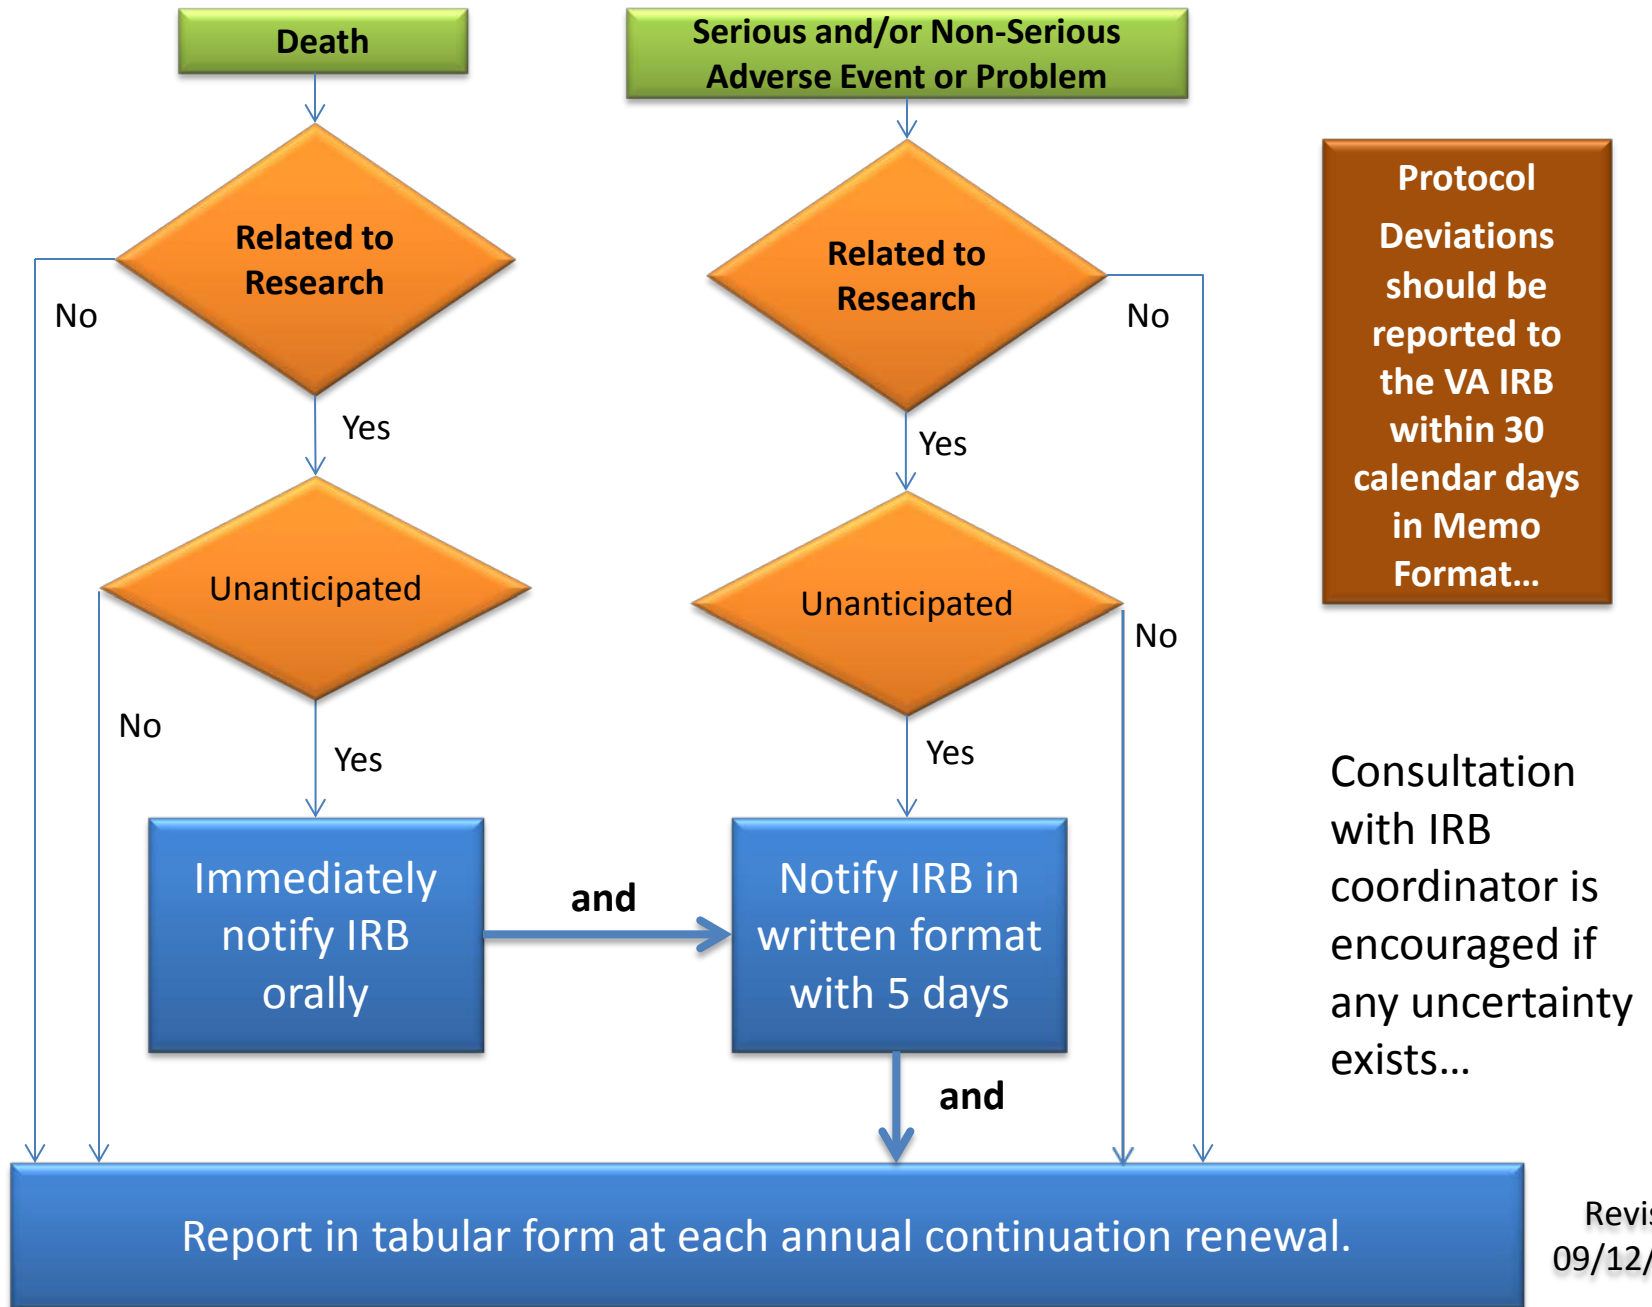 Death
Serious and/or Non-Serious
Adverse Event or Problem
Related to
Research
No
Yes
Related to
Research
No
Yes
Protocol
Deviations
should be
reported to
the VA IRB
within 30
calendar days
in Memo
Format...
Unanticipated
No
Yes
Unanticipated
No
Yes
Immediately
notify IRB
orally
and
Notify IRB in
written format
with 5 days
and
Consultation
with IRB
coordinator is
encouraged if
any uncertainty
exists...
Report in tabular form at each annual continuation renewal.
Revis
09/12/